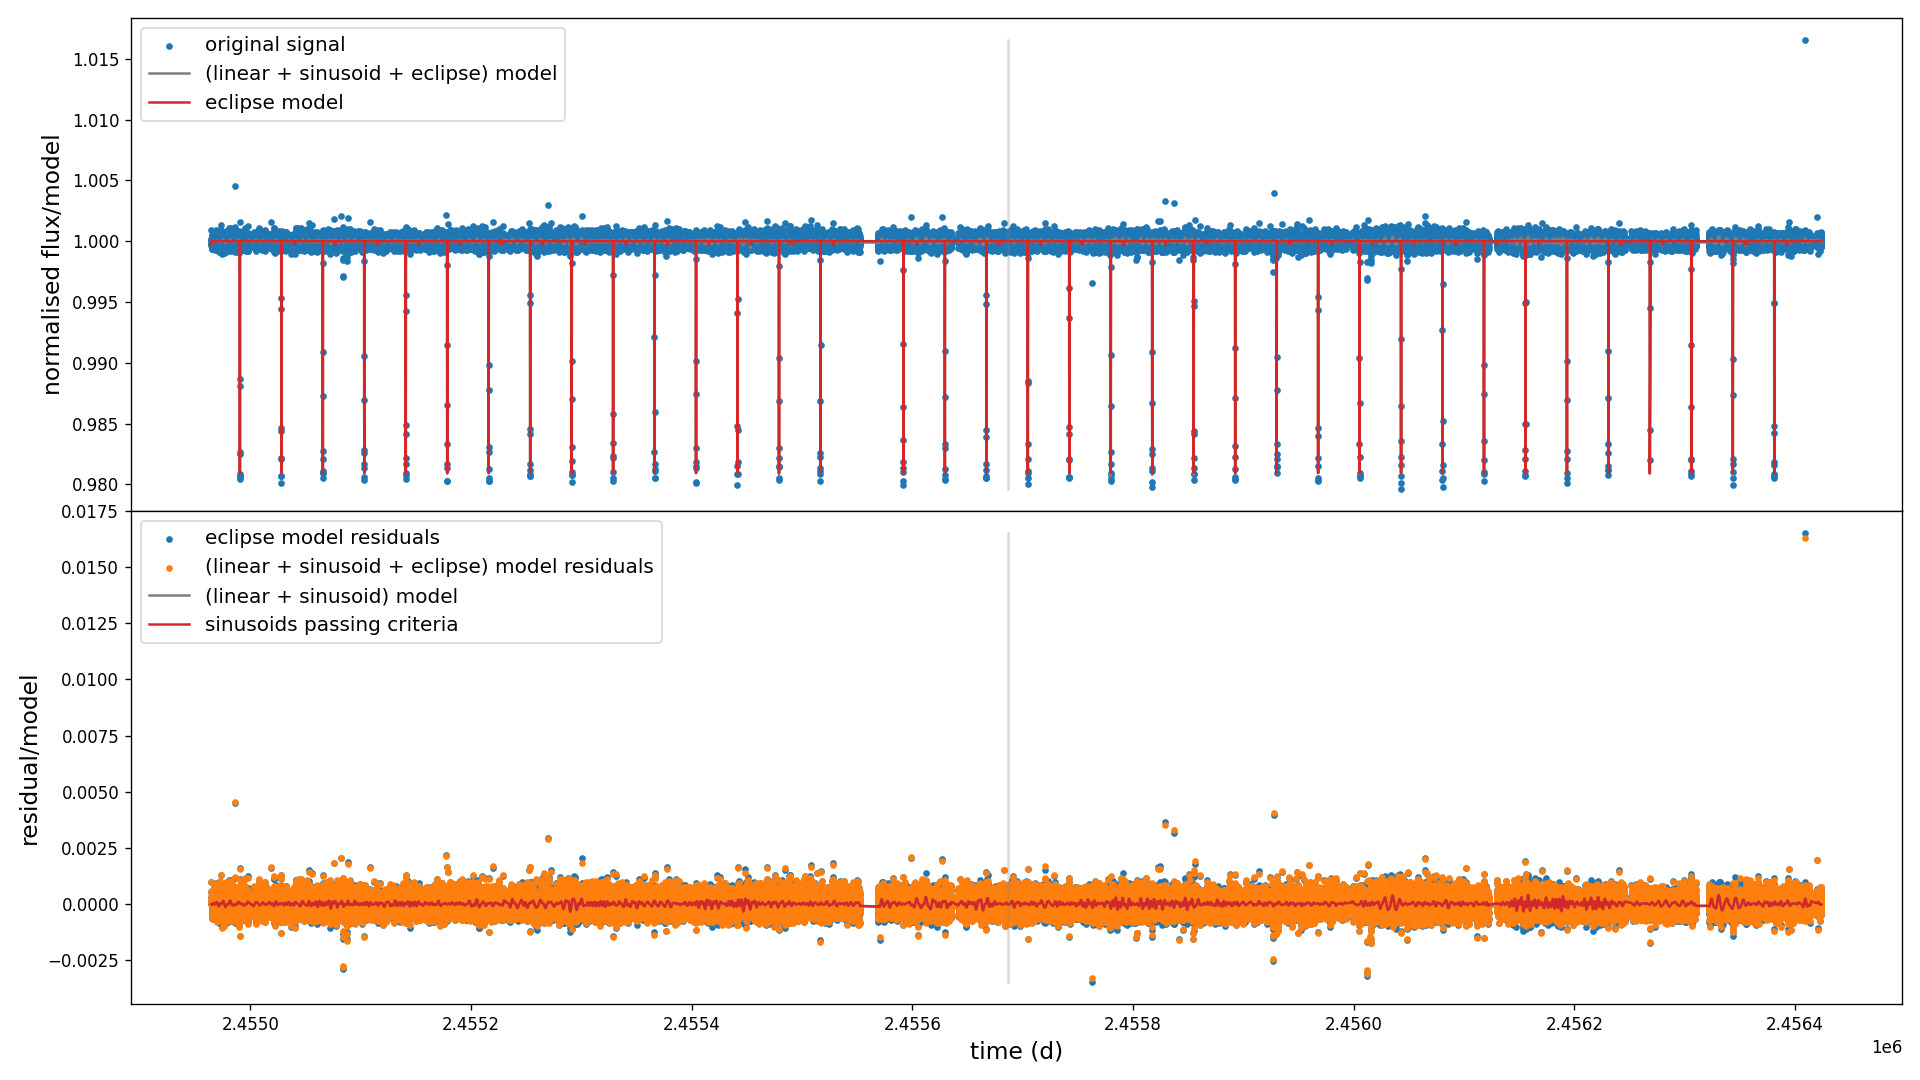 original signal
(linear + sinusoid + eclipse) model
eclipse model
normalised flux/model
1.015
1.010
1.005
1.000
0.995
0.990
0.985
0.980
eclipse model residuals
(linear + sinusoid + eclipse) model residuals
(linear + sinusoid) model
sinusoids passing criteria
residual/model
0.0175
0.0150
0.0125
0.0100
0.0075
0.0050
0.0025
0.0000
−0.0025
2.4550 2.4552 2.4554 2.4556 2.4558 2.4560 2.4562 2.4564
time (d)
1e6